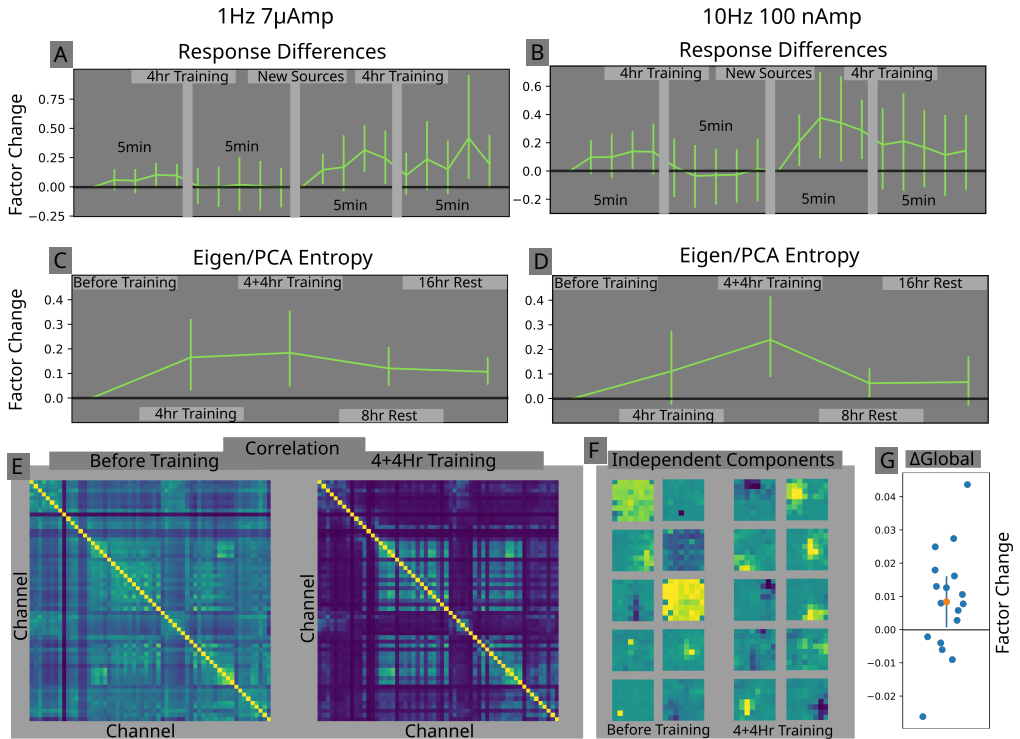 1Hz 7μAmp
10Hz 100 nAmp
A
Response Differences
B
Response Differences
4hr Training
New Sources
4hr Training
4hr Training
New Sources
4hr Training
Factor Change
0.75
0.50
0.25
0.00
−0.25
5min
5min
5min
5min
0.6
0.4
0.2
0.0
−0.2
5min
5min
5min
5min
C
Eigen/PCA Entropy
D
Eigen/PCA Entropy
Before Training
4+4hr Training
16hr Rest
Before Training
4+4hr Training
16hr Rest
Factor Change
0.4
0.3
0.2
0.1
0.0
0.4
0.3
0.2
0.1
0.0
4hr Training
8hr Rest
4hr Training
8hr Rest
E
Correlation
Before Training
4+4Hr Training
Channel
Channel
Channel
Channel
F
Independent Components
Before Training
4+4Hr Training
G
ΔGlobal
0.04
0.03
0.02
0.01
0.00
−0.01
−0.02
Factor Change